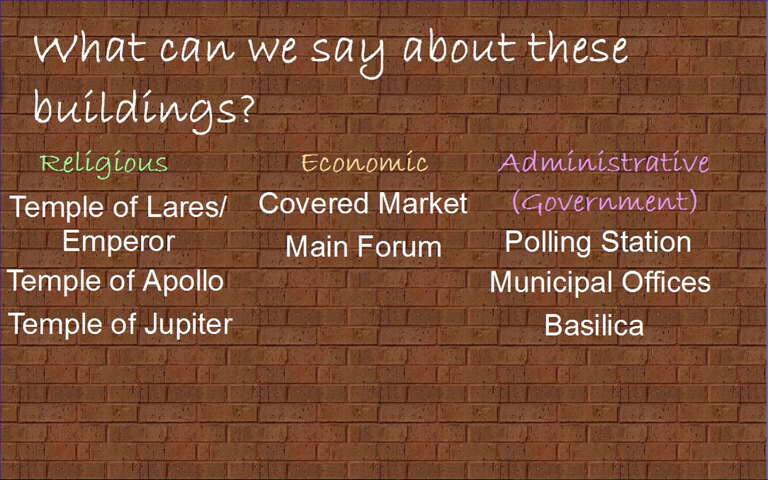 What can we say about these
buildings?
Religious
Temple of Lares/
Emperor
Temple of Apollo
Temple of Jupiter
Economic
Covered Market
Main Forum
Administrative
(Government)
Polling Station
Municipal Offices
Basilica